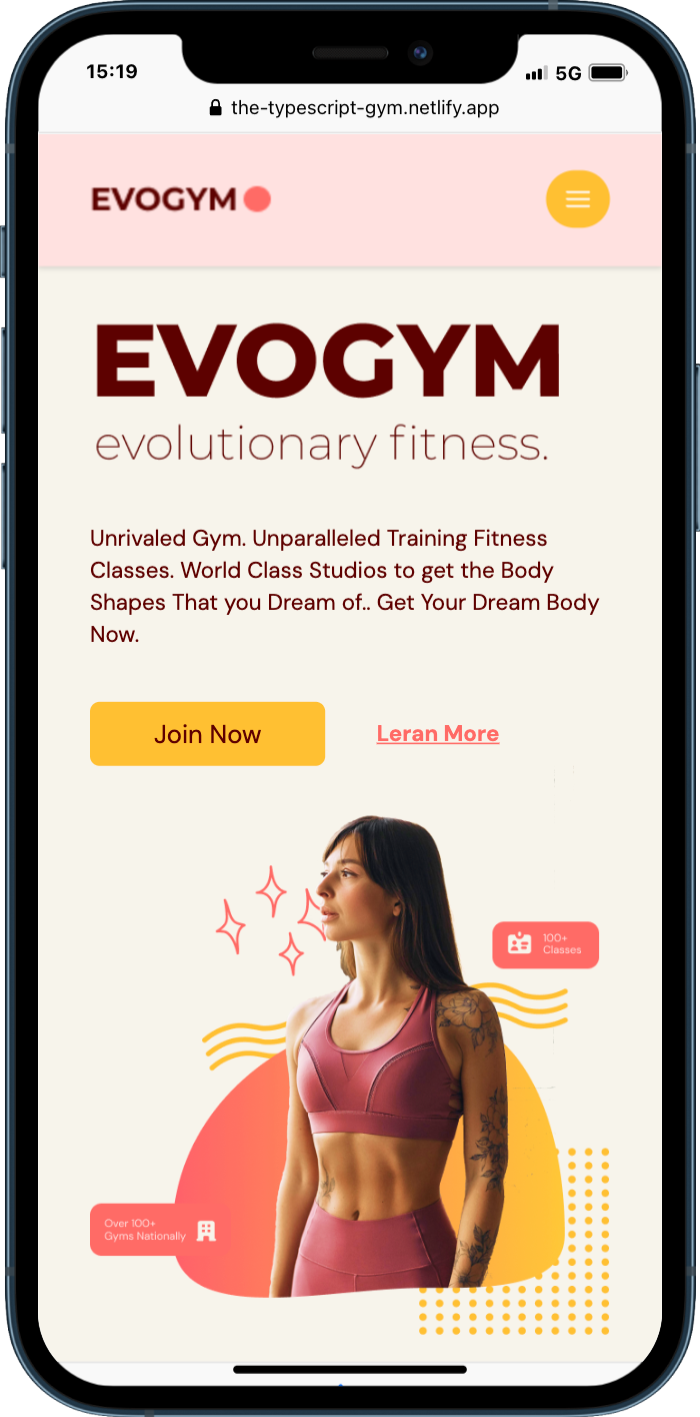 15:19
5G
the-typescript-gym.netlify.app
EVOGYM
EVOGYM
evolutionary fitness.
Unrivaled Gym. Unparalleled Training Fitness
Classes. World Class Studios to get the Body
Shapes That you Dream of.. Get Your Dream Body
Now.
Join Now
Leran More
100+
Classes
Over 100+
Gyms Nationally